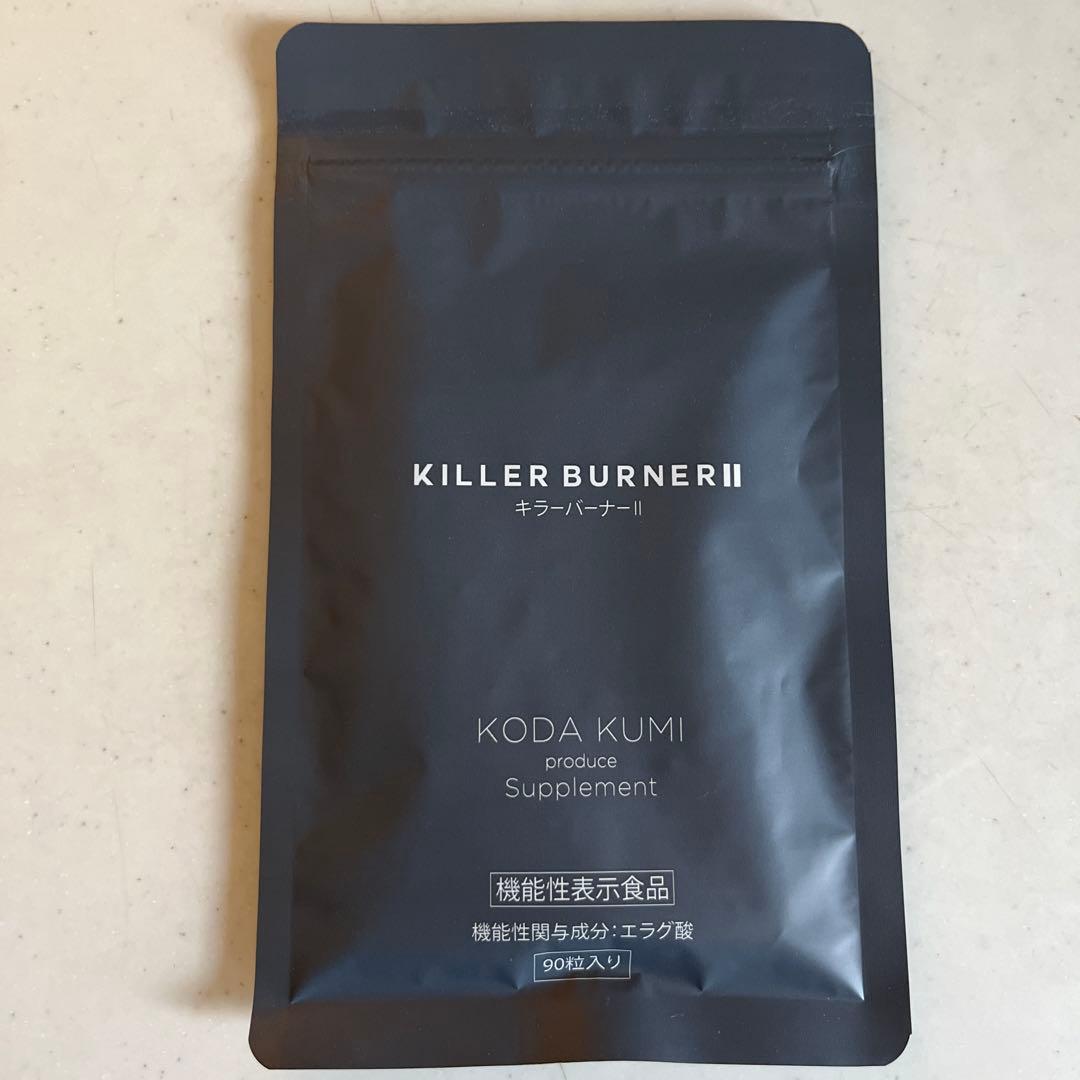 KILLER BURNERⅡ
キラーバーナーⅡ
KODA KUMI
produce
Supplement
機能性表示食品
機能性関与成分：エラグ酸
90粒入り